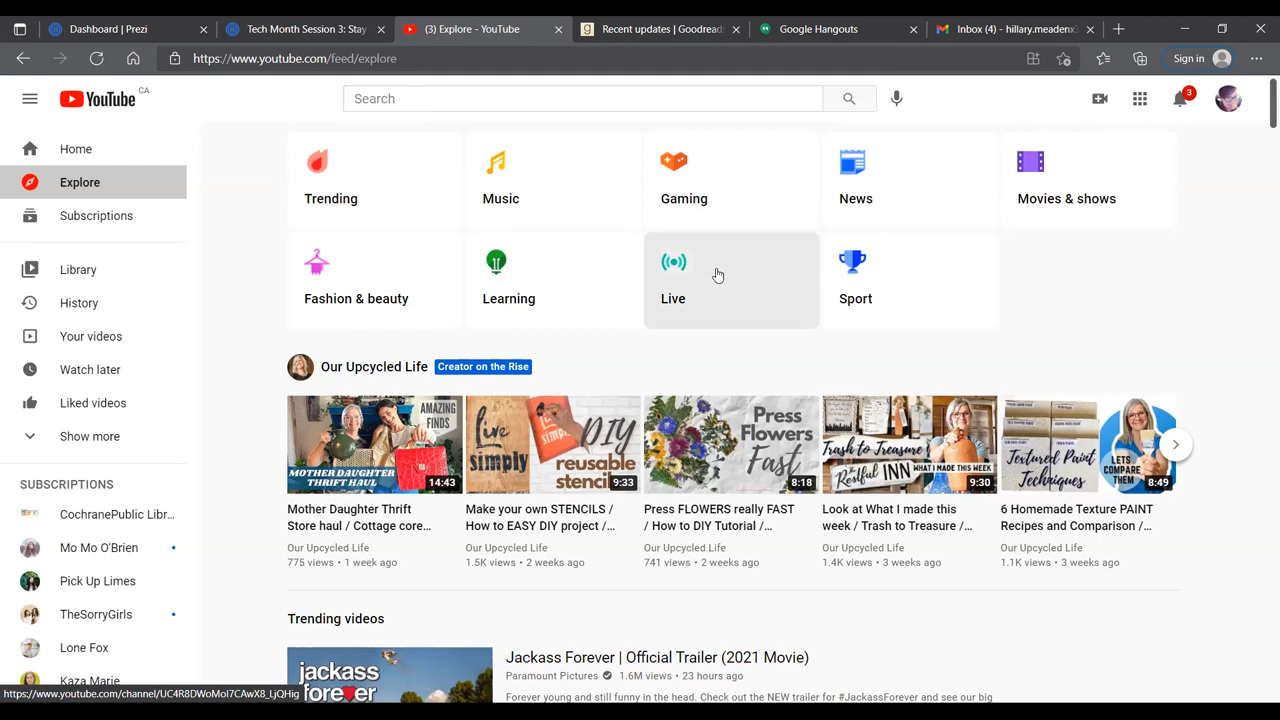 Dashboard | Prezi
Tech Month Session 3: Stay
(3) Explore - YouTube
Recent updates | Goodreads
Google Hangouts
Inbox (4) - hillary.meadenx
https://www.youtube.com/feed/explore
Sign in
YouTube CA
Search
3
Home
Explore
Subscriptions
Library
History
Your videos
Watch later
Liked videos
Show more
SUBSCRIPTIONS
CochranePublic Libr...
Mo Mo O'Brien
Pick Up Limes
TheSorryGirls
Lone Fox
Kaza Marie
https://www.youtube.com/channel/UC4R8DWoMoI7CAwX8_LjQHig
Trending
Music
Gaming
News
Movies & shows
Fashion & beauty
Learning
Live
Sport
Our Upcycled Life
Creator on the Rise
AMAZING
FINDS
MOTHER DAUGHTER
THRIFT HAUL
14:43
Mother Daughter Thrift
Store haul / Cottage core...
Our Upcycled Life
775 views • 1 week ago
live
simply
DIY
reusable
stencil
9:33
Make your own STENCILS /
How to EASY DIY project /...
Our Upcycled Life
1.5K views • 2 weeks ago
Press
Flowers
Fast
8:18
Press FLOWERS really FAST
/ How to DIY Tutorial /...
Our Upcycled Life
741 views • 2 weeks ago
Trash to Treasure
Restful INN
WHAT I MADE THIS
WEEK
9:30
Look at What I made this
week / Trash to Treasure /...
Our Upcycled Life
1.4K views • 3 weeks ago
Textured Paint
Techniques
LETS
COMPARE
THEM
8:49
6 Homemade Texture PAINT
Recipes and Comparison /...
Our Upcycled Life
1.1K views • 3 weeks ago
Trending videos
jackass
forever
Jackass Forever | Official Trailer (2021 Movie)
Paramount Pictures
1.6M views • 23 hours ago
Forever young and still funny in the head. Check out the NEW trailer for #JackassForever and see our big